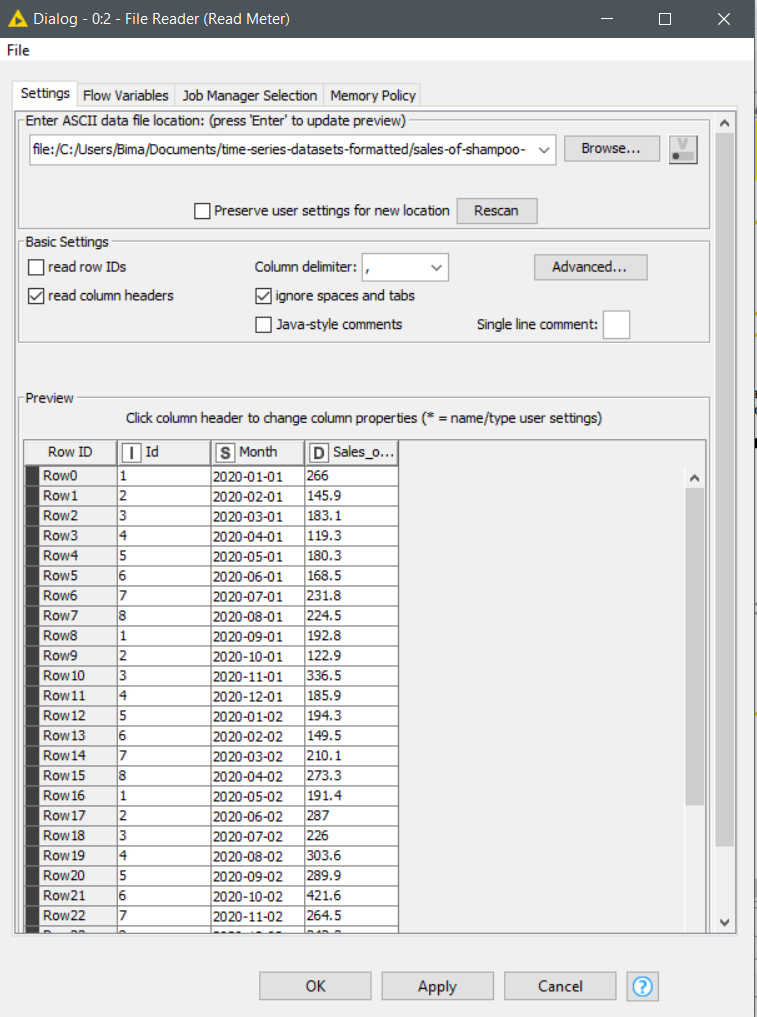 Dialog - 0:2 - File Reader (Read Meter)
File
Settings Flow Variables Job Manager Selection Memory Policy
Enter ASCII data file location: (press 'Enter' to update preview)
file:/C:/Users/Bima/Documents/time-series-datasets-formatted/sales-of-shampoo- Browse... V
Preserve user settings for new location Rescan
Basic Settings
read row IDs Column delimiter: , Advanced...
read column headers ignore spaces and tabs
Java-style comments Single line comment:
Preview
Click column header to change column properties (* = name/type user settings)
Row ID I Id S Month D Sales_o...
Row0 1 2020-01-01 266
Row1 2 2020-02-01 145.9
Row2 3 2020-03-01 183.1
Row3 4 2020-04-01 119.3
Row4 5 2020-05-01 180.3
Row5 6 2020-06-01 168.5
Row6 7 2020-07-01 231.8
Row7 8 2020-08-01 224.5
Row8 1 2020-09-01 192.8
Row9 2 2020-10-01 122.9
Row10 3 2020-11-01 336.5
Row11 4 2020-12-01 185.9
Row12 5 2020-01-02 194.3
Row13 6 2020-02-02 149.5
Row14 7 2020-03-02 210.1
Row15 8 2020-04-02 273.3
Row16 1 2020-05-02 191.4
Row17 2 2020-06-02 287
Row18 3 2020-07-02 226
Row19 4 2020-08-02 303.6
Row20 5 2020-09-02 289.9
Row21 6 2020-10-02 421.6
Row22 7 2020-11-02 264.5
OK Apply Cancel ?